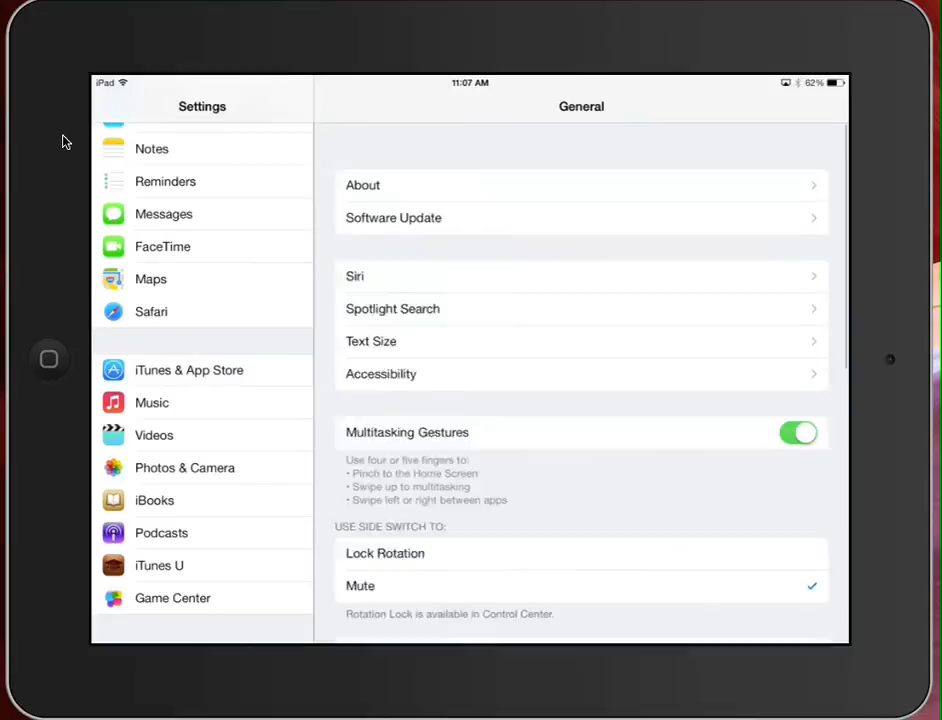 iPad
11:07 AM
62%
Settings
General
Notes
Reminders
Messages
FaceTime
Maps
Safari
iTunes & App Store
Music
Videos
Photos & Camera
iBooks
Podcasts
iTunes U
Game Center
About
Software Update
Siri
Spotlight Search
Text Size
Accessibility
Multitasking Gestures
Use four or five fingers to:
• Pinch to the Home Screen
• Swipe up to multitasking
• Swipe left or right between apps
USE SIDE SWITCH TO:
Lock Rotation
Mute
Rotation Lock is available in Control Center.